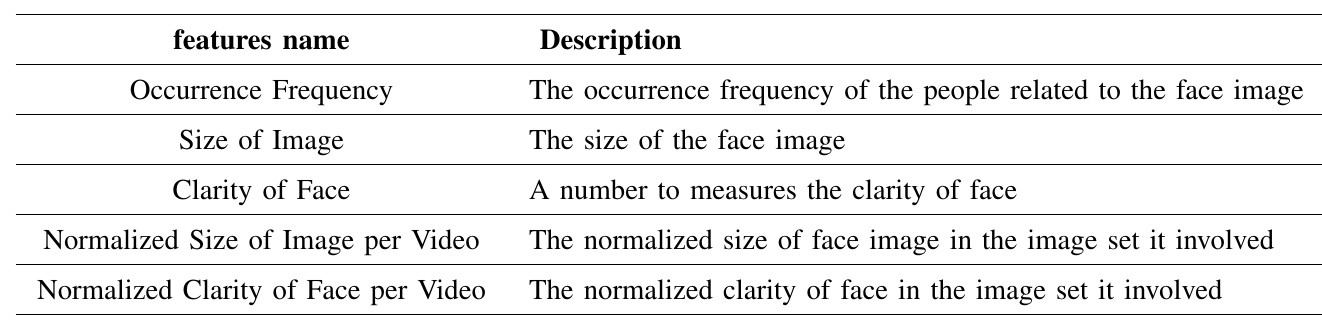 features name Description
Occurrence Frequency The occurrence frequency of the people related to the face image
Size of Image The size of the face image
Clarity of Face A number to measures the clarity of face
Normalized Size of Image per Video The normalized size of face image in the image set it involved
Normalized Clarity of Face per Video The normalized clarity of face in the image set it involved